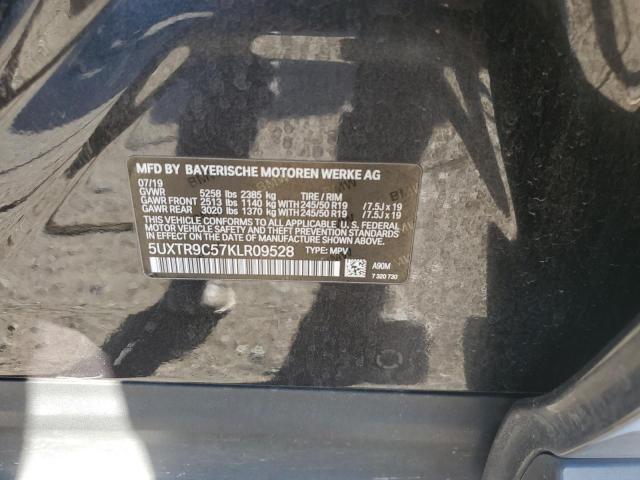 MFD BY BAYERISCHE MOTOREN WERKE AG
07/19
GVWR 5258 lbs 2385 kg TIRE / RIM
GAWR FRONT 2513 lbs 1140 kg WITH 245/50 R19 /7.5J x 19
GAWR REAR 3020 lbs 1370 kg WITH 245/50 R19 /7.5J x 19
THIS VEHICLE CONFORMS TO ALL APPLICABLE U.S. FEDERAL
MOTOR VEHICLE SAFETY AND THEFT PREVENTION
STANDARDS IN EFFECT ON THE DATE OF MANUFACTURE
SHOWN ABOVE.
5UXTR9C57KLR09528 TYPE: MPV
A90M
7 320 730